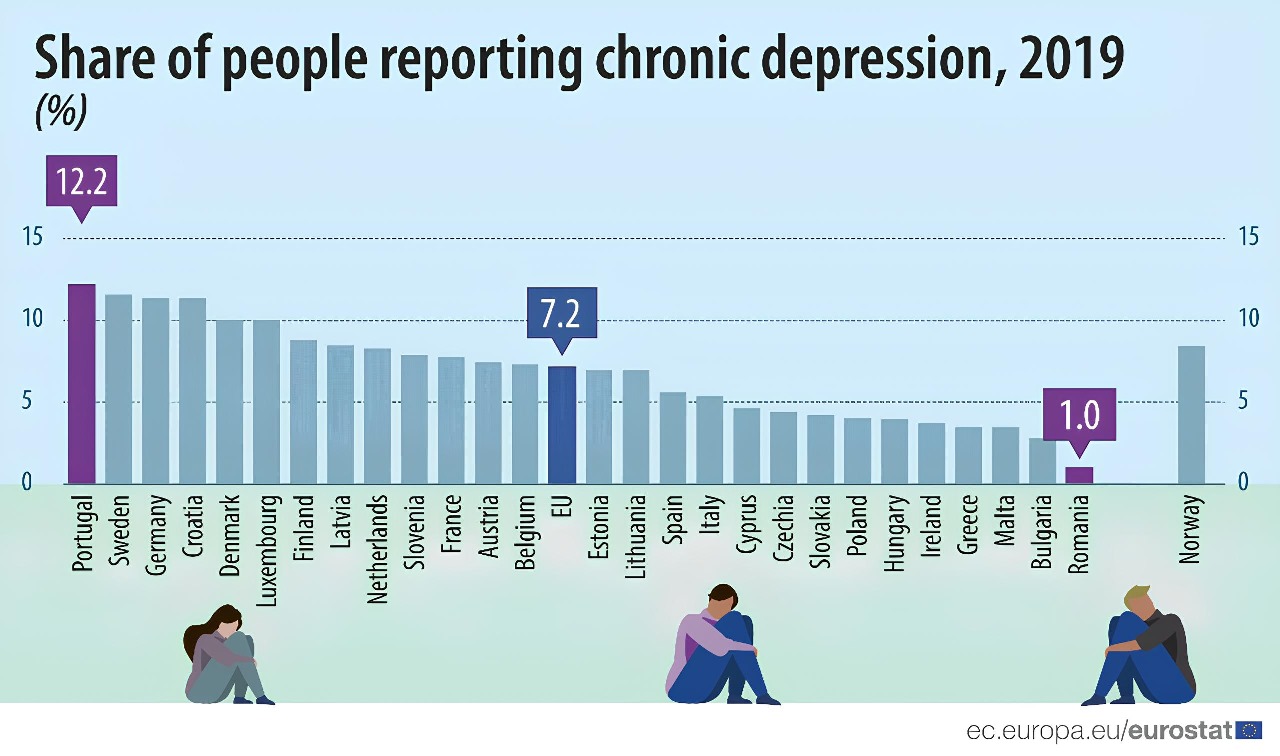 Share of people reporting chronic depression, 2019
(%)
12.2
15 15
7.2
10 10
1.0
5 5
0 0
Portugal
Sweden
Germany
Croatia
Denmark
Luxembourg
Finland
Latvia
Netherlands
Slovenia
France
Austria
Belgium
EU
Estonia
Lithuania
Spain
Italy
Cyprus
Czechia
Slovakia
Poland
Hungary
Ireland
Greece
Malta
Bulgaria
Romania
Norway
ec.europa.eu/eurostat